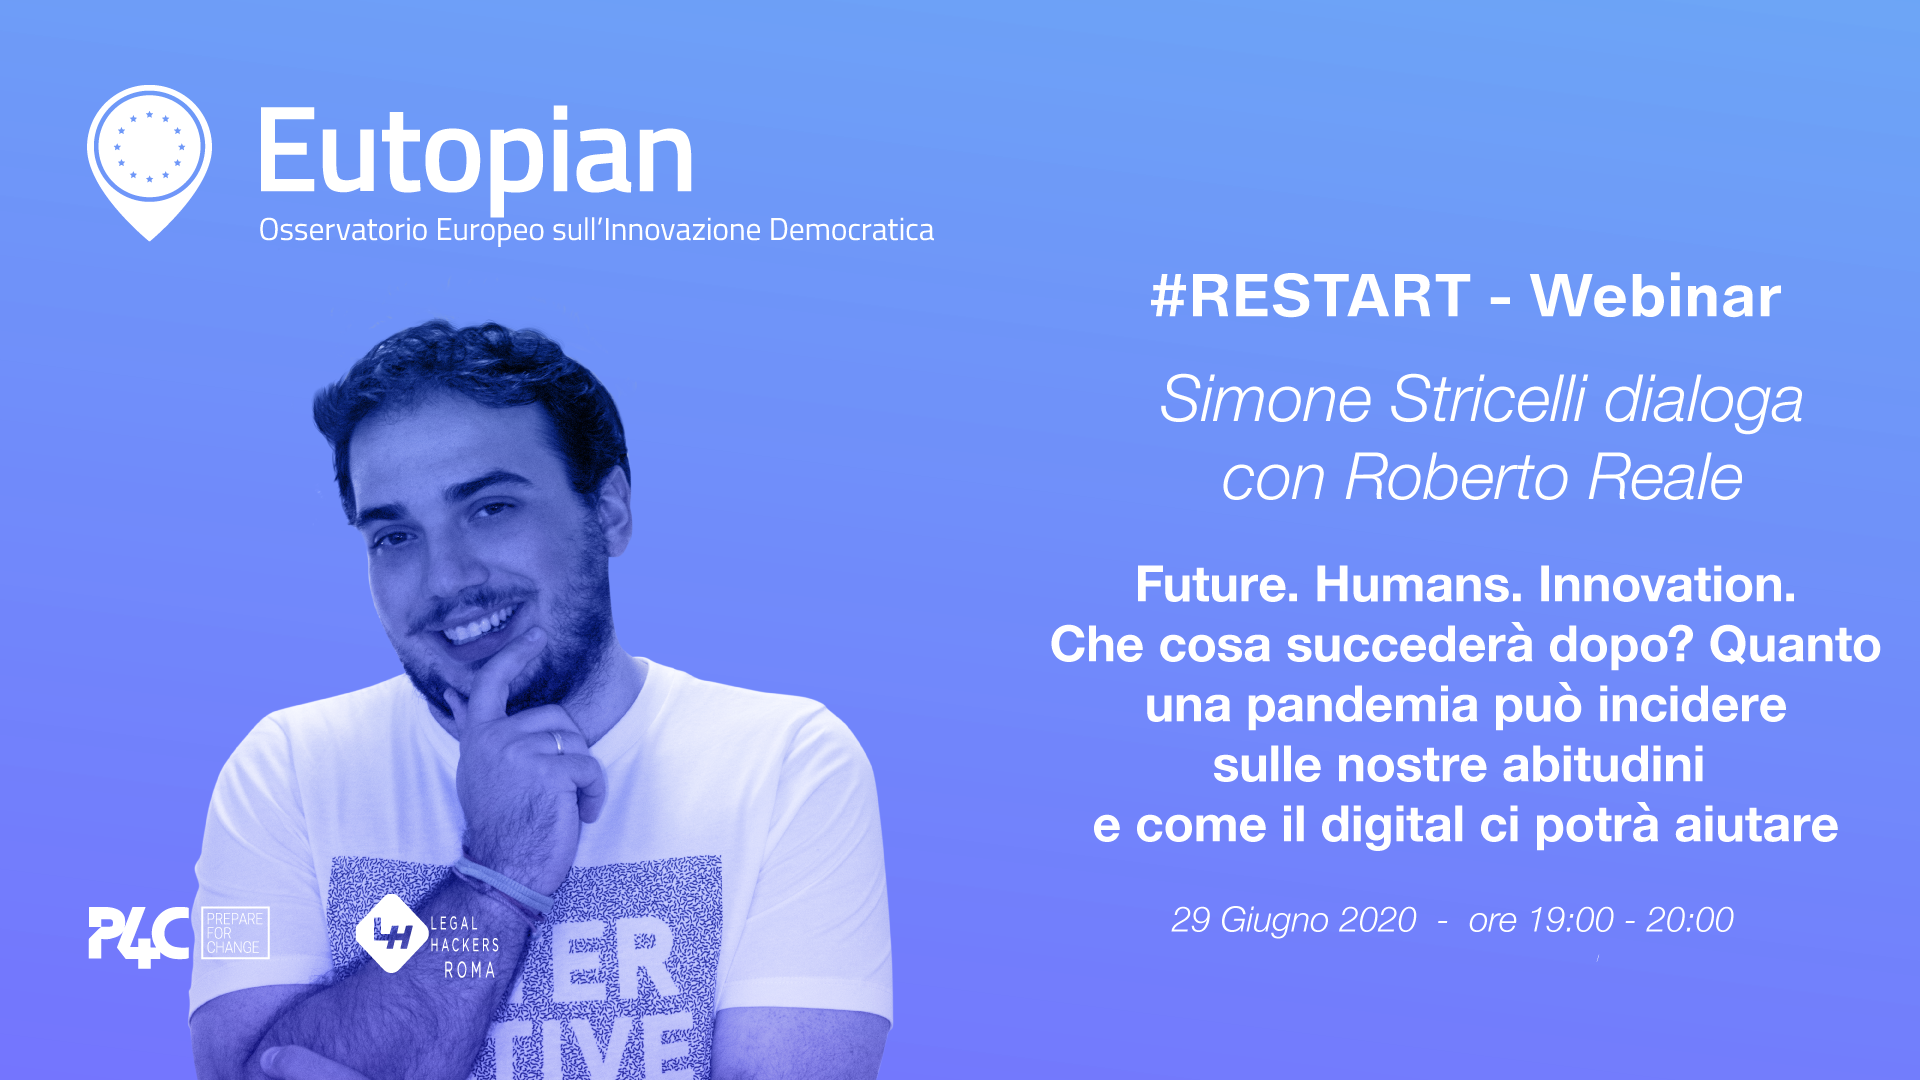 Eutopian
Osservatorio Europeo sull'Innovazione Democratica
#RESTART - Webinar
Simone Stricelli dialoga
con Roberto Reale
Future. Humans. Innovation.
Che cosa succederà dopo? Quanto
una pandemia può incidere
sulle nostre abitudini
e come il digital ci potrà aiutare
29 Giugno 2020 - ore 19:00 - 20:00
P4C
PREPARE
FOR
CHANGE
LH
LEGAL
HACKERS
ROMA
TER
TIVE